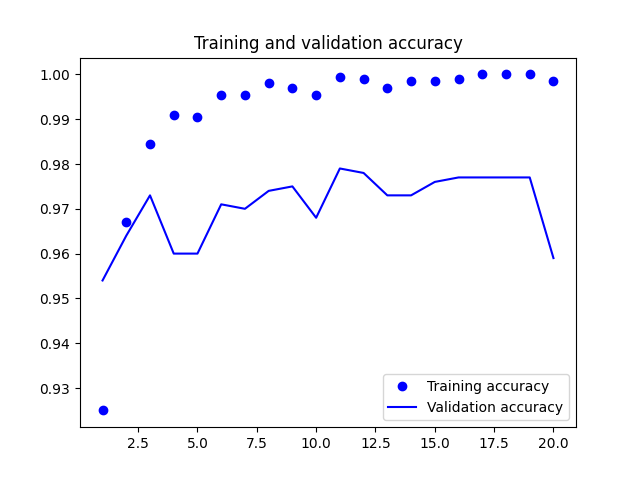 Training and validation accuracy
1.00
0.99
0.98
0.97
0.96
0.95
0.94
0.93
Training accuracy
Validation accuracy
2.5 5.0 7.5 10.0 12.5 15.0 17.5 20.0